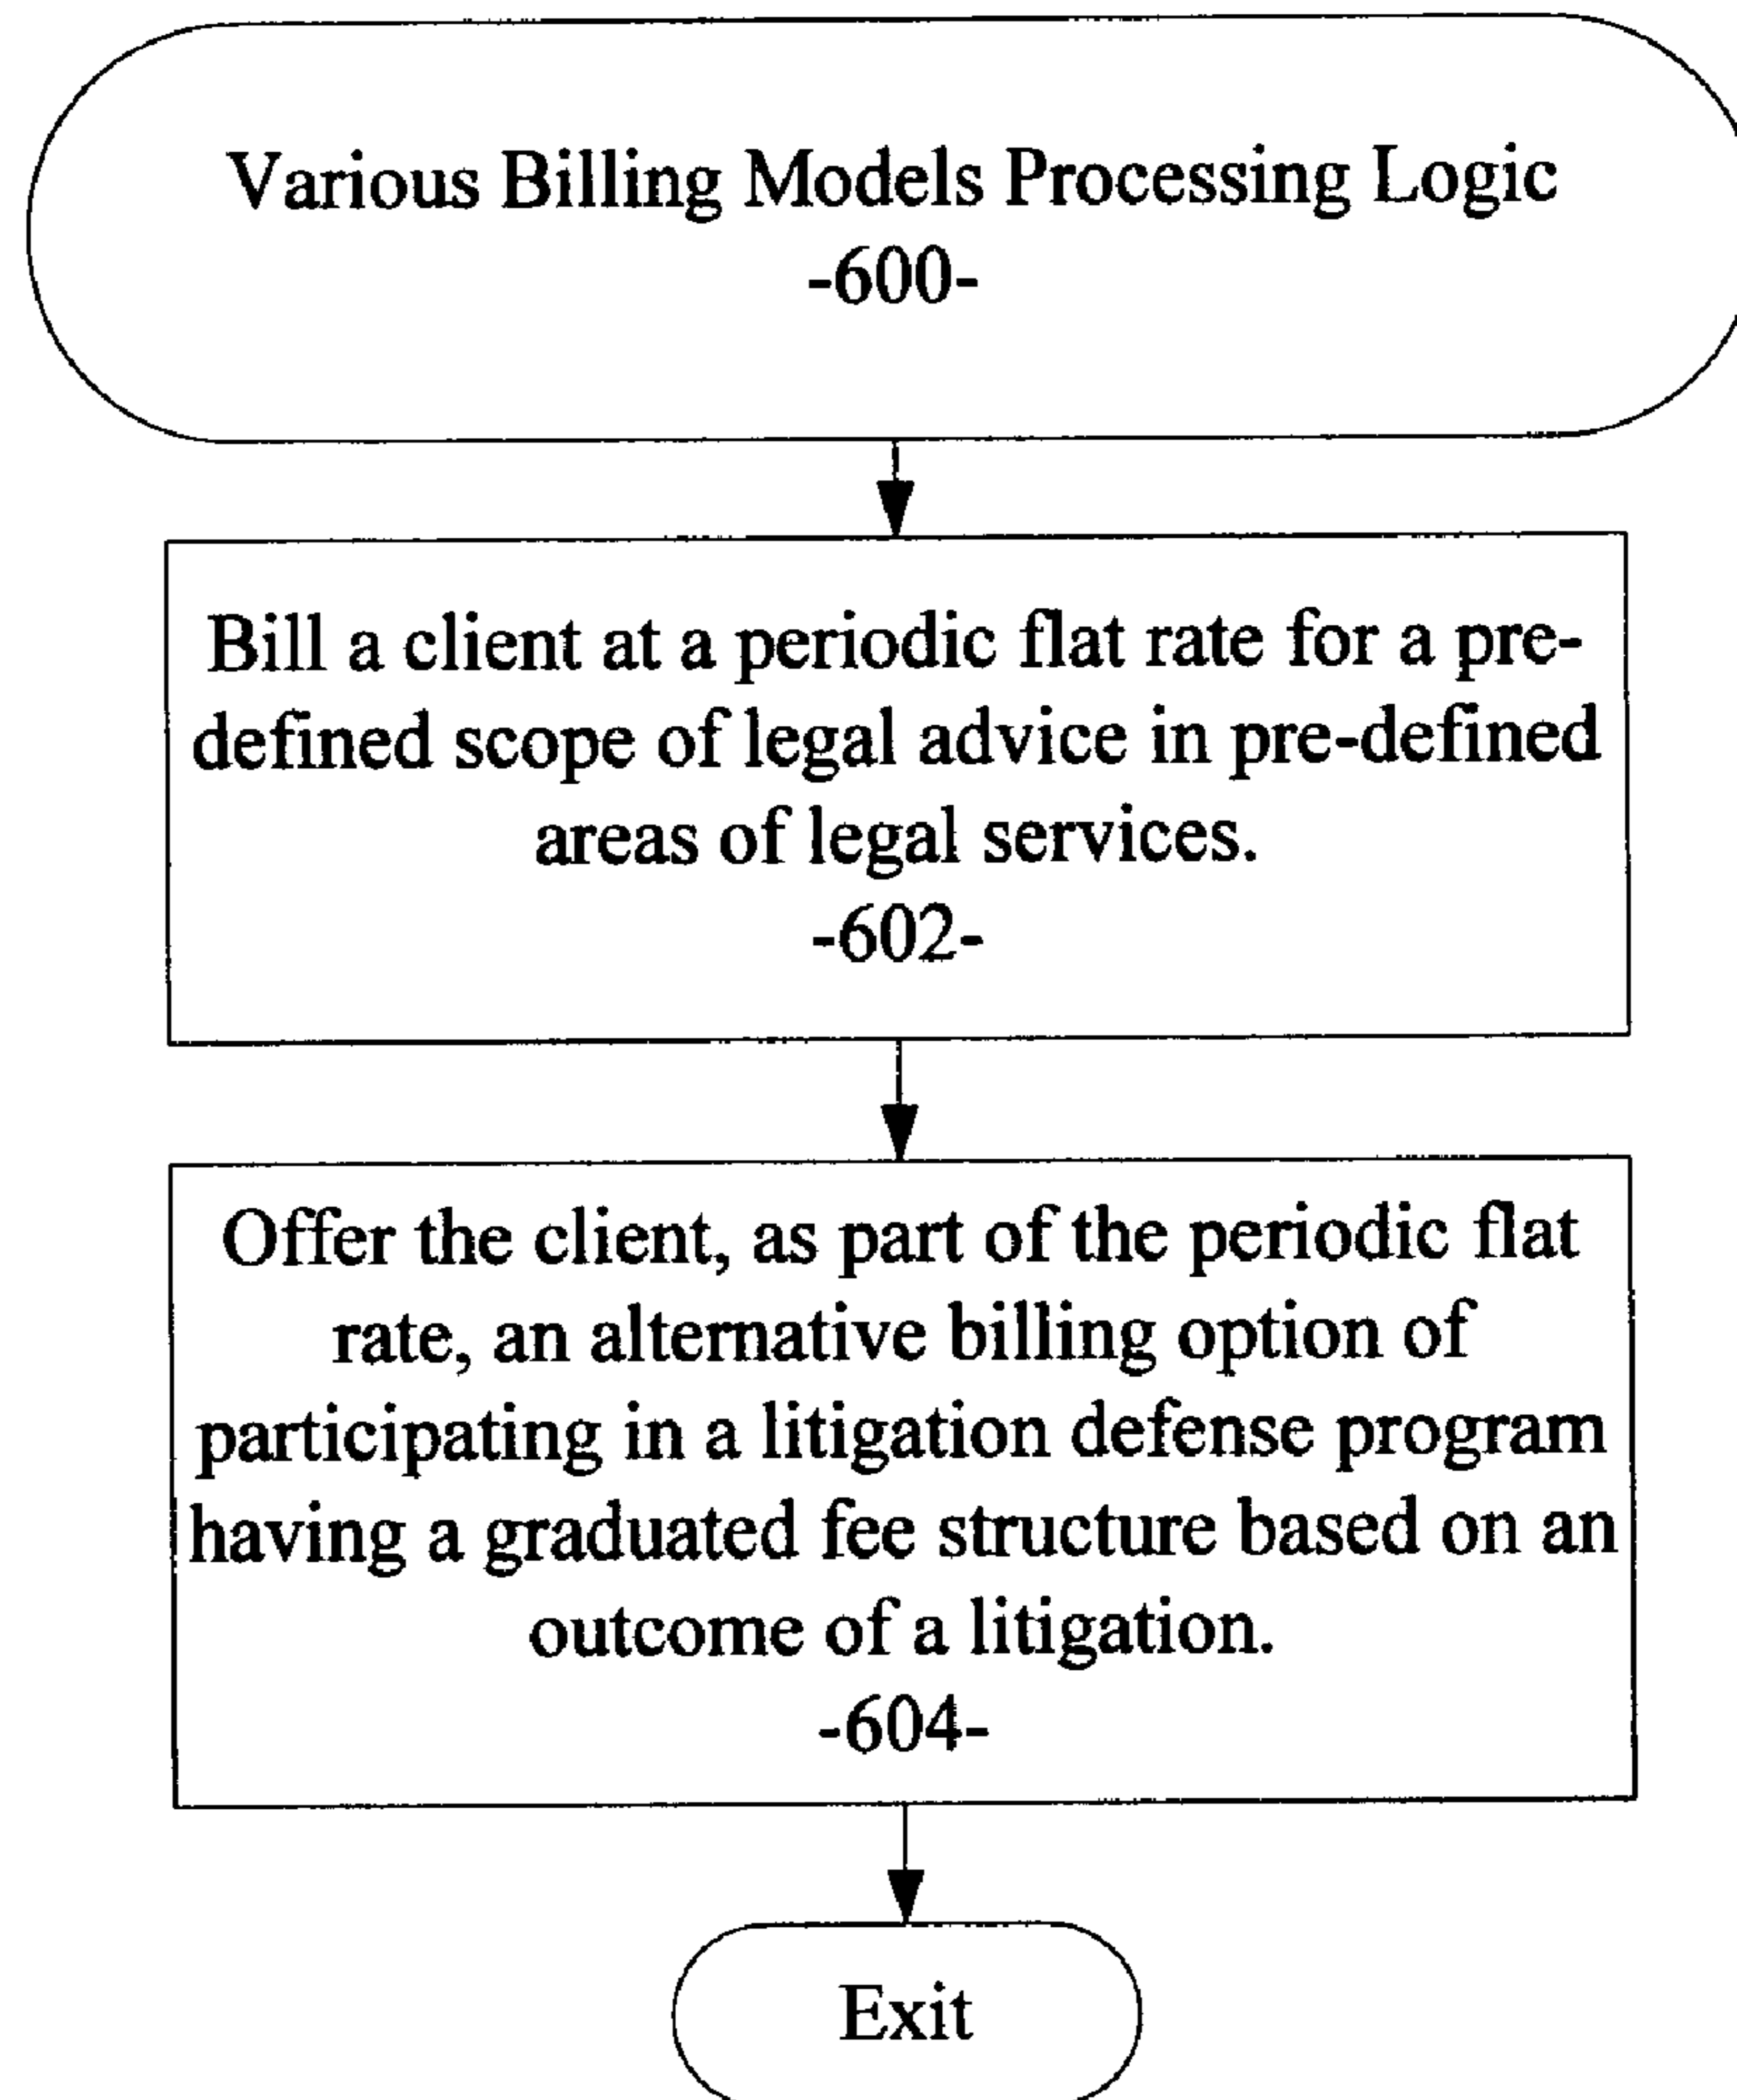 Various Billing Models Processing Logic
-600-
Bill a client at a periodic flat rate for a pre-
defined scope of legal advice in pre-defined
areas of legal services.
-602-
Offer the client, as part of the periodic flat
rate, an alternative billing option of
participating in a litigation defense program
having a graduated fee structure based on an
outcome of a litigation.
-604-
Exit